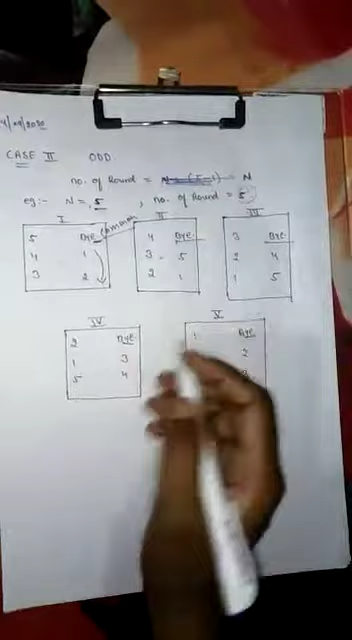 CASE II ODD
no. of Round = N
eg:- N = 5, no. of Round = 5
I II III
5 Bye common 4 Bye 3 Bye
4 1 3 - 5 2 4
3 2 2 1 1 5
IV V
2 Bye 1 Bye
1 3 2
5 4